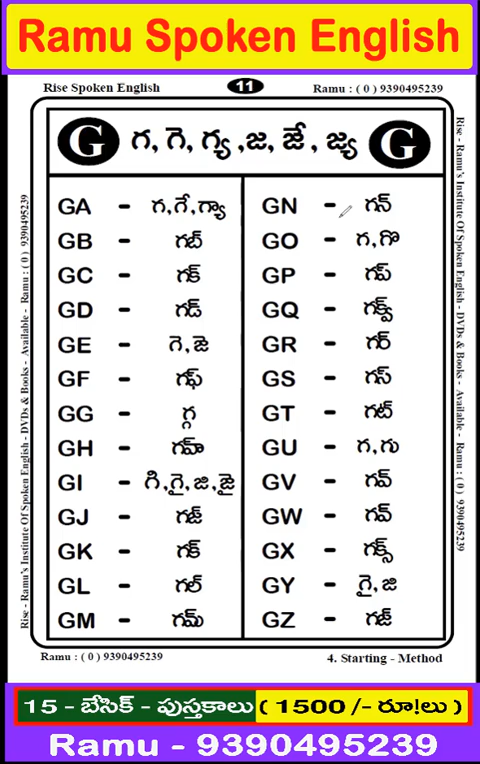 Ramu Spoken English
Rise Spoken English 11 Ramu : ( 0 ) 9390495239
G గ, గె, గ్య ,జ, జే, జ్య G
GA - గ,గే,గ్యా
GB - గబ్
GC - గక్
GD - గడ్
GE - గె,జె
GF - గఫ్
GG - గ్గ
GH - గహ్
GI - గి,గై,జి,జై
GJ - గజ్
GK - గక్
GL - గల్
GM - గమ్
GN - గన్
GO - గ,గొ
GP - గప్
GQ - గక్వ్
GR - గర్
GS - గస్
GT - గట్
GU - గ,గు
GV - గవ్
GW - గవ్
GX - గక్స్
GY - గై,జి
GZ - గజ్
Rise - Ramu's Institute Of Spoken English - DVDs & Books - Available - Ramu : ( 0 ) 9390495239
Rise - Ramu's Institute Of Spoken English - DVDs & Books - Available - Ramu : ( 0 ) 9390495239
Ramu : ( 0 ) 9390495239 4. Starting - Method
15 - బేసిక్ - పుస్తకాలు ( 1500 /- రూ!లు )
Ramu - 9390495239